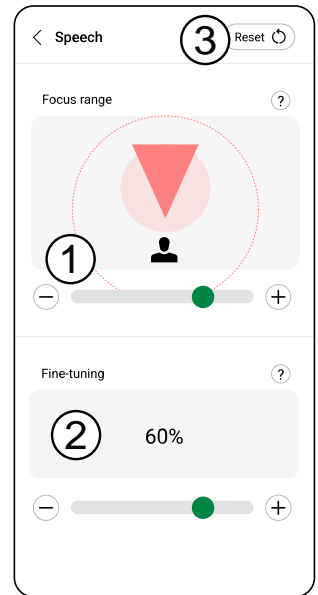 Speech
3
Reset
Focus range
?
1
Fine-tuning
?
2
60%